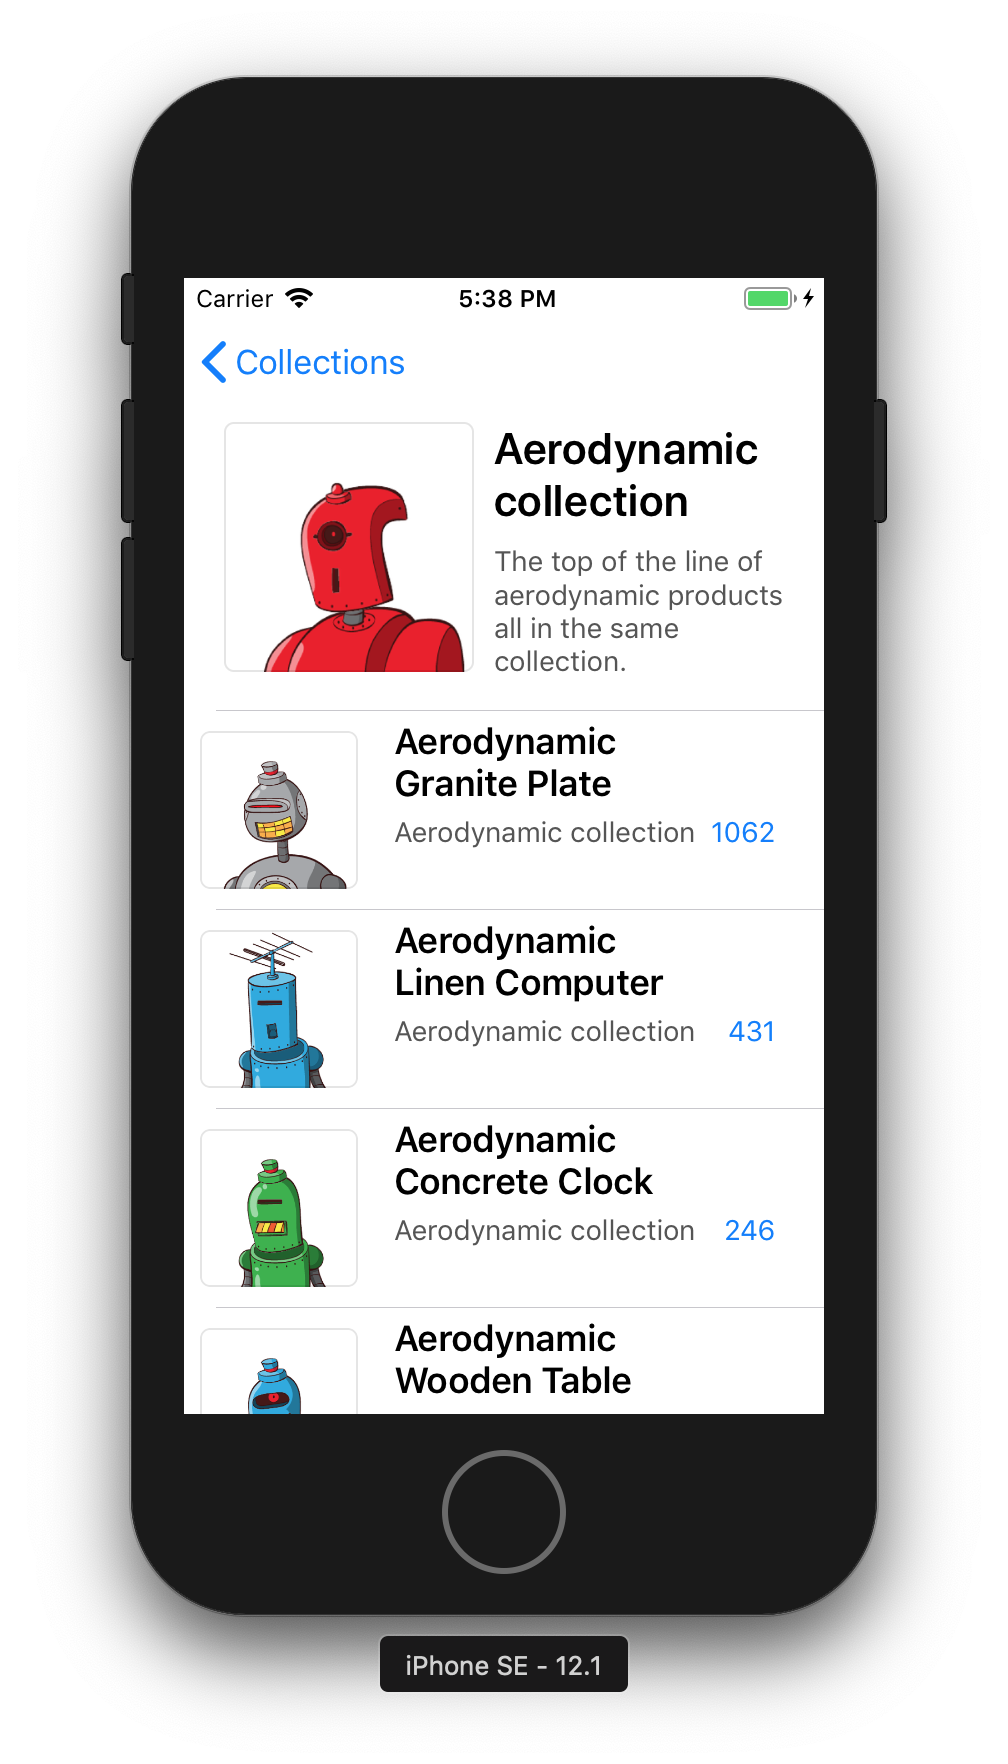 Carrier 5:38 PM
Collections
Aerodynamic
collection
The top of the line of
aerodynamic products
all in the same
collection.
Aerodynamic
Granite Plate
Aerodynamic collection 1062
Aerodynamic
Linen Computer
Aerodynamic collection 431
Aerodynamic
Concrete Clock
Aerodynamic collection 246
Aerodynamic
Wooden Table
iPhone SE - 12.1